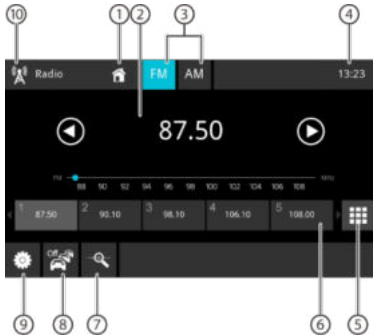 ⑩ ① ② ③ ④
Radio FM AM 13:23
87.50
FM 88 90 92 94 96 98 100 102 104 106 108 MHz
1 87.50 2 90.10 3 98.10 4 106.10 5 108.00
Off
⑨ ⑧ ⑦ ⑥ ⑤